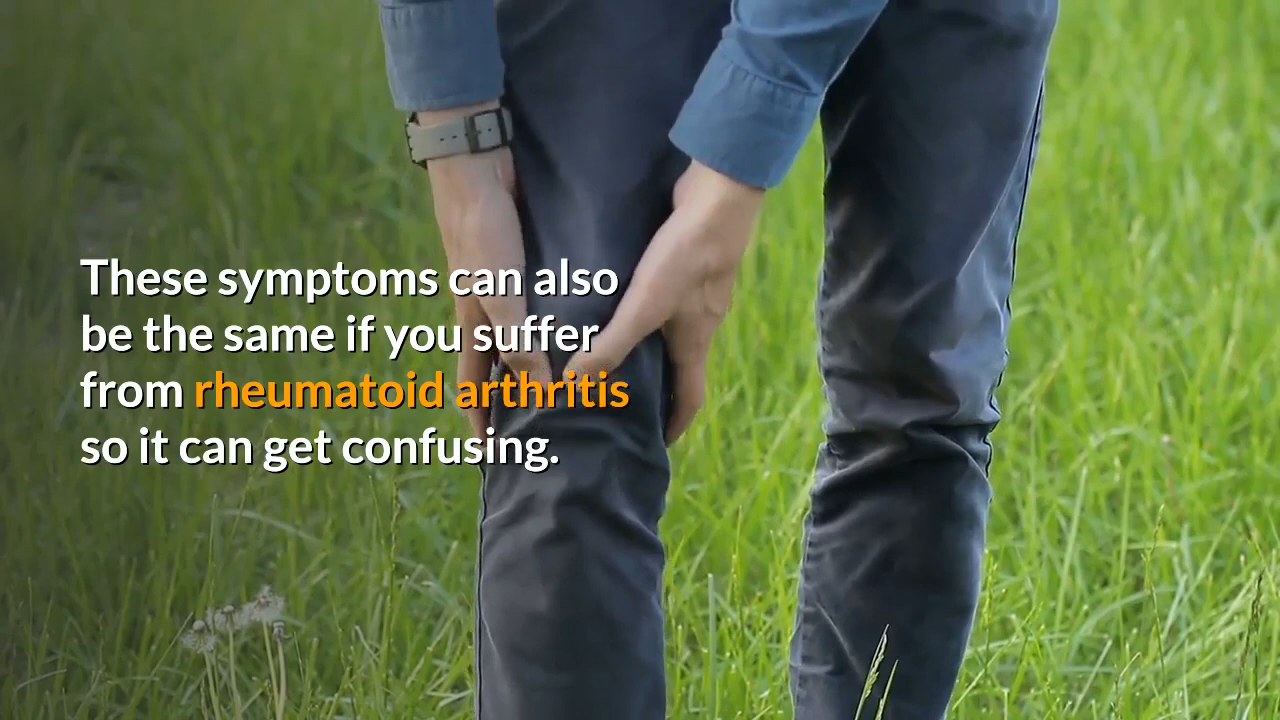 These symptoms can also
be the same if you suffer
from rheumatoid arthritis
so it can get confusing.